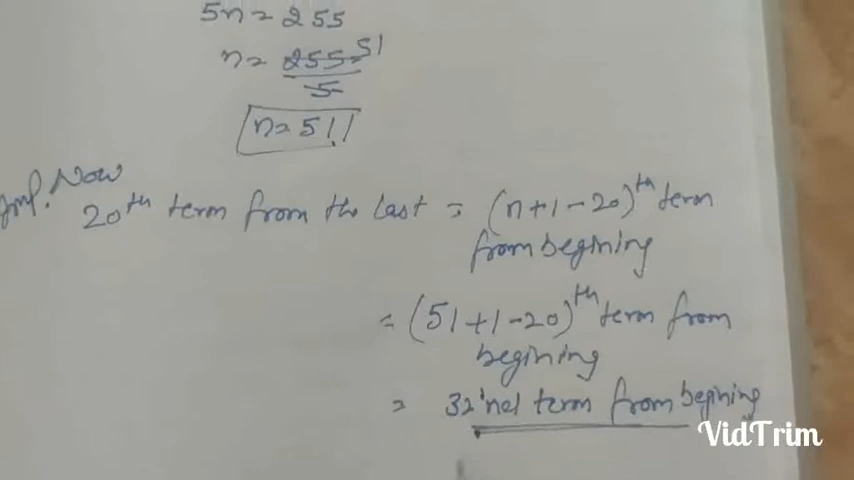 5n = 255
n = 255 = 51
5
n = 51!!
Imp. Now
20th term from the last = (n+1-20)th term
from begining
= (51+1-20)th term from
begining
= 32'nd term from begining
VidTrim